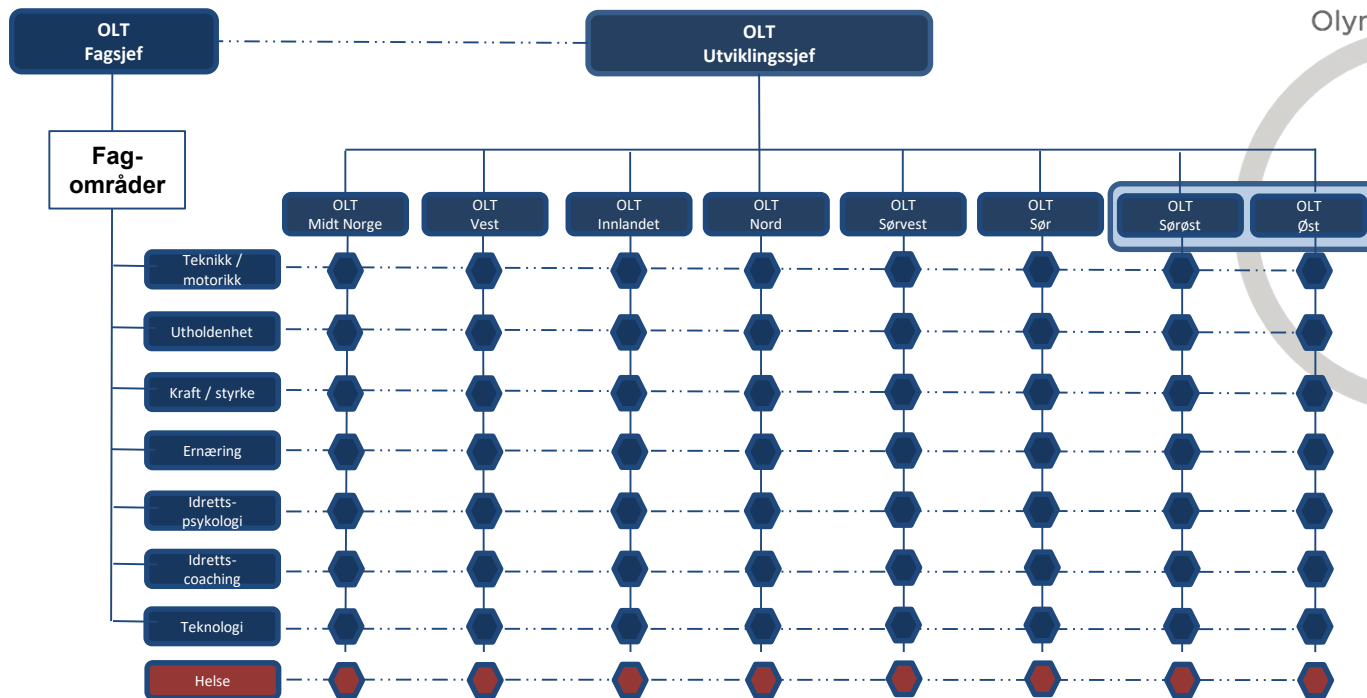 Olyr
OLT
Fagsjef
OLT
Utviklingssjef
Fag-
områder
OLT
Midt Norge
OLT
Vest
OLT
Innlandet
OLT
Nord
OLT
Sørvest
OLT
Sør
OLT
Sørøst
OLT
Øst
Teknikk /
motorikk
Utholdenhet
Kraft / styrke
Ernæring
Idretts-
psykologi
Idretts-
coaching
Teknologi
Helse